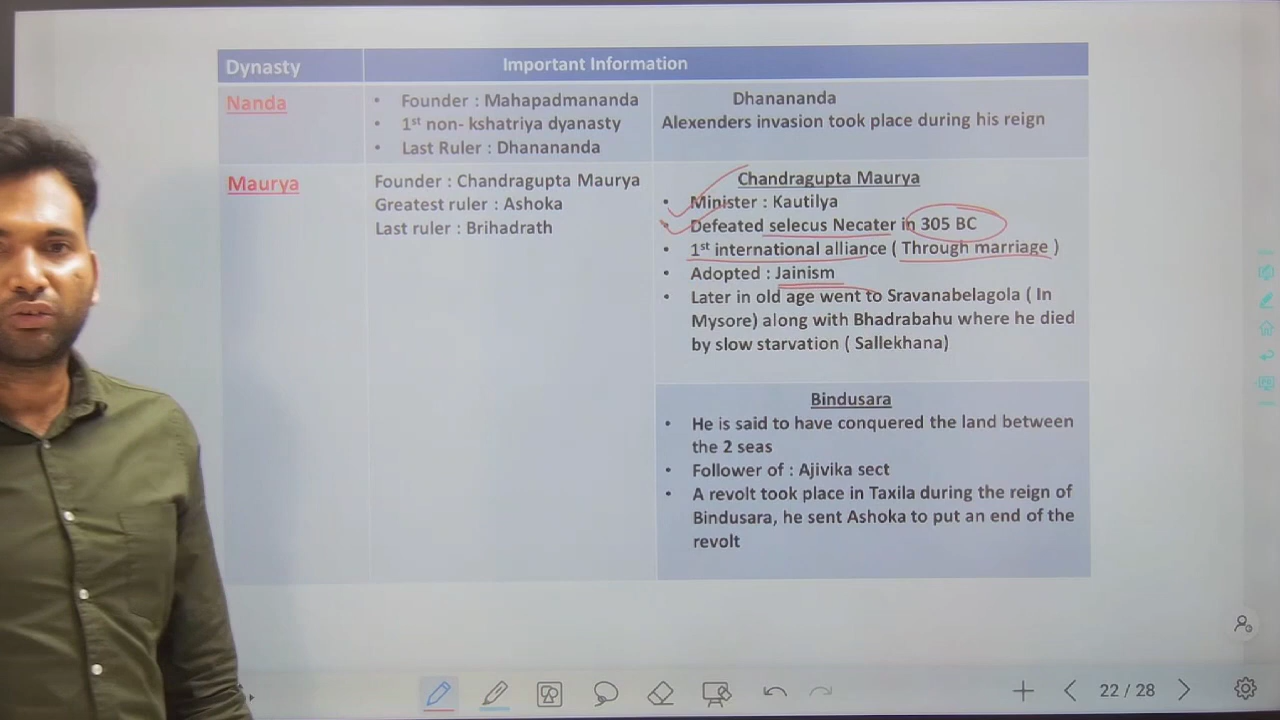 Dynasty
Important Information
Nanda
• Founder : Mahapadmananda
• 1st non- kshatriya dyanasty
• Last Ruler : Dhanananda
Dhanananda
Alexenders invasion took place during his reign
Maurya
Founder : Chandragupta Maurya
Greatest ruler : Ashoka
Last ruler : Brihadrath
Chandragupta Maurya
• Minister : Kautilya
• Defeated selecus Necater in 305 BC
• 1st international alliance ( Through marriage )
• Adopted : Jainism
• Later in old age went to Sravanabelagola ( In
Mysore) along with Bhadrabahu where he died
by slow starvation ( Sallekhana)
Bindusara
• He is said to have conquered the land between
the 2 seas
• Follower of : Ajivika sect
• A revolt took place in Taxila during the reign of
Bindusara, he sent Ashoka to put an end of the
revolt
22 / 28